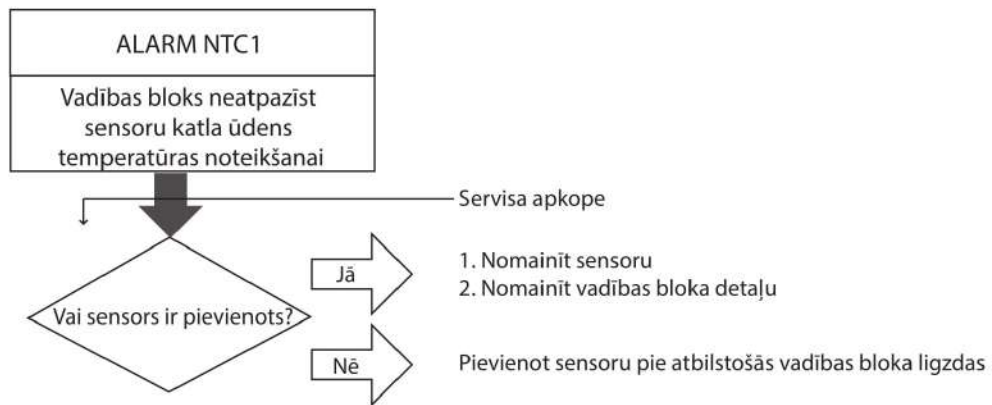 ALARM NTC1
Vadības bloks neatpazīst
sensoru katla ūdens
temperatūras noteikšanai
Servisa apkope
Vai sensors ir pievienots?
Jā
1. Nomainīt sensoru
2. Nomainīt vadības bloka detaļu
Nē
Pievienot sensoru pie atbilstošās vadības bloka ligzdas